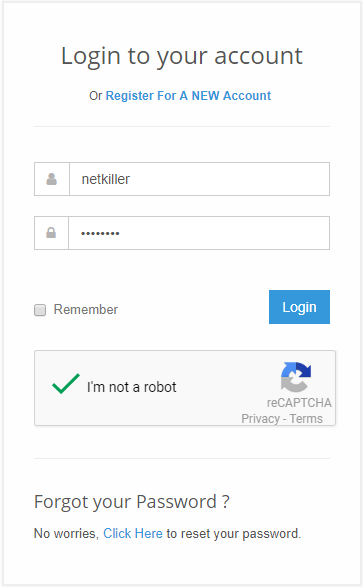 Login to your account
Or Register For A NEW Account
netkiller
••••••••
Remember
Login
I'm not a robot
reCAPTCHA
Privacy - Terms
Forgot your Password ?
No worries, Click Here to reset your password.